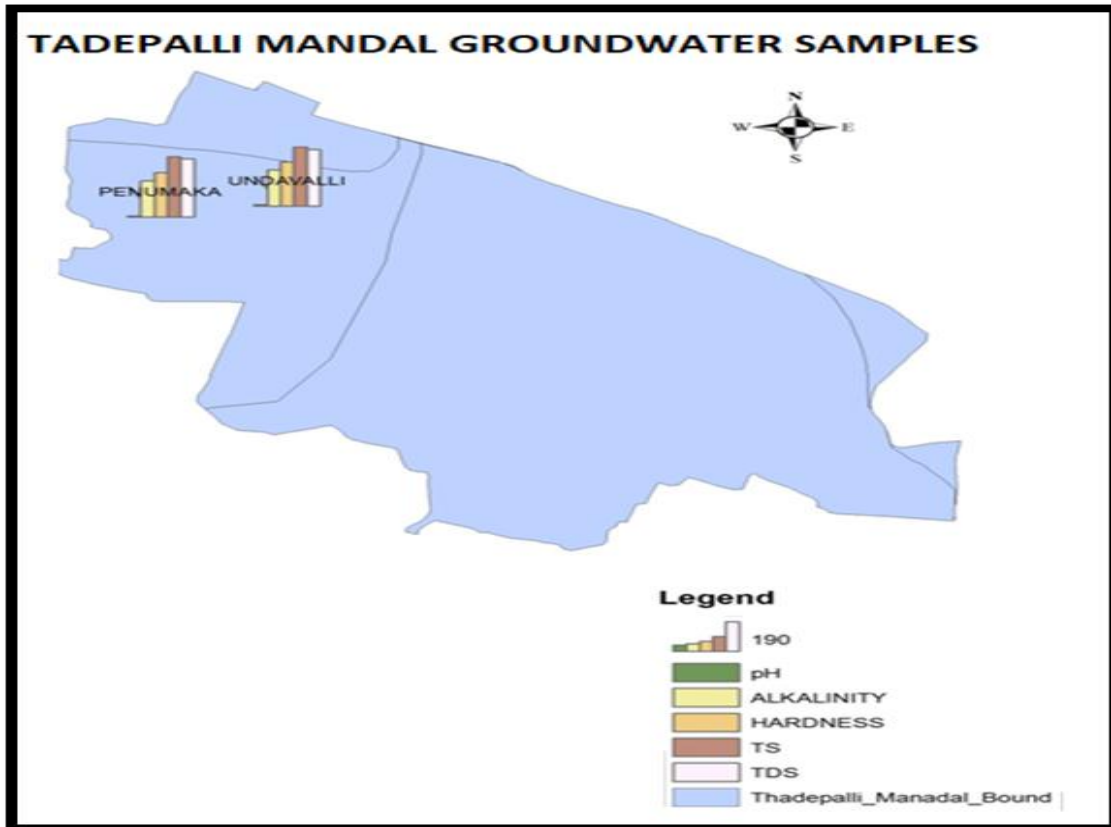 TADEPALLI MANDAL GROUNDWATER SAMPLES
N
W E
S
UNDAVALLI
PENUMAKA
Legend
190
pH
ALKALINITY
HARDNESS
TS
TDS
Thadepalli_Manadal_Bound